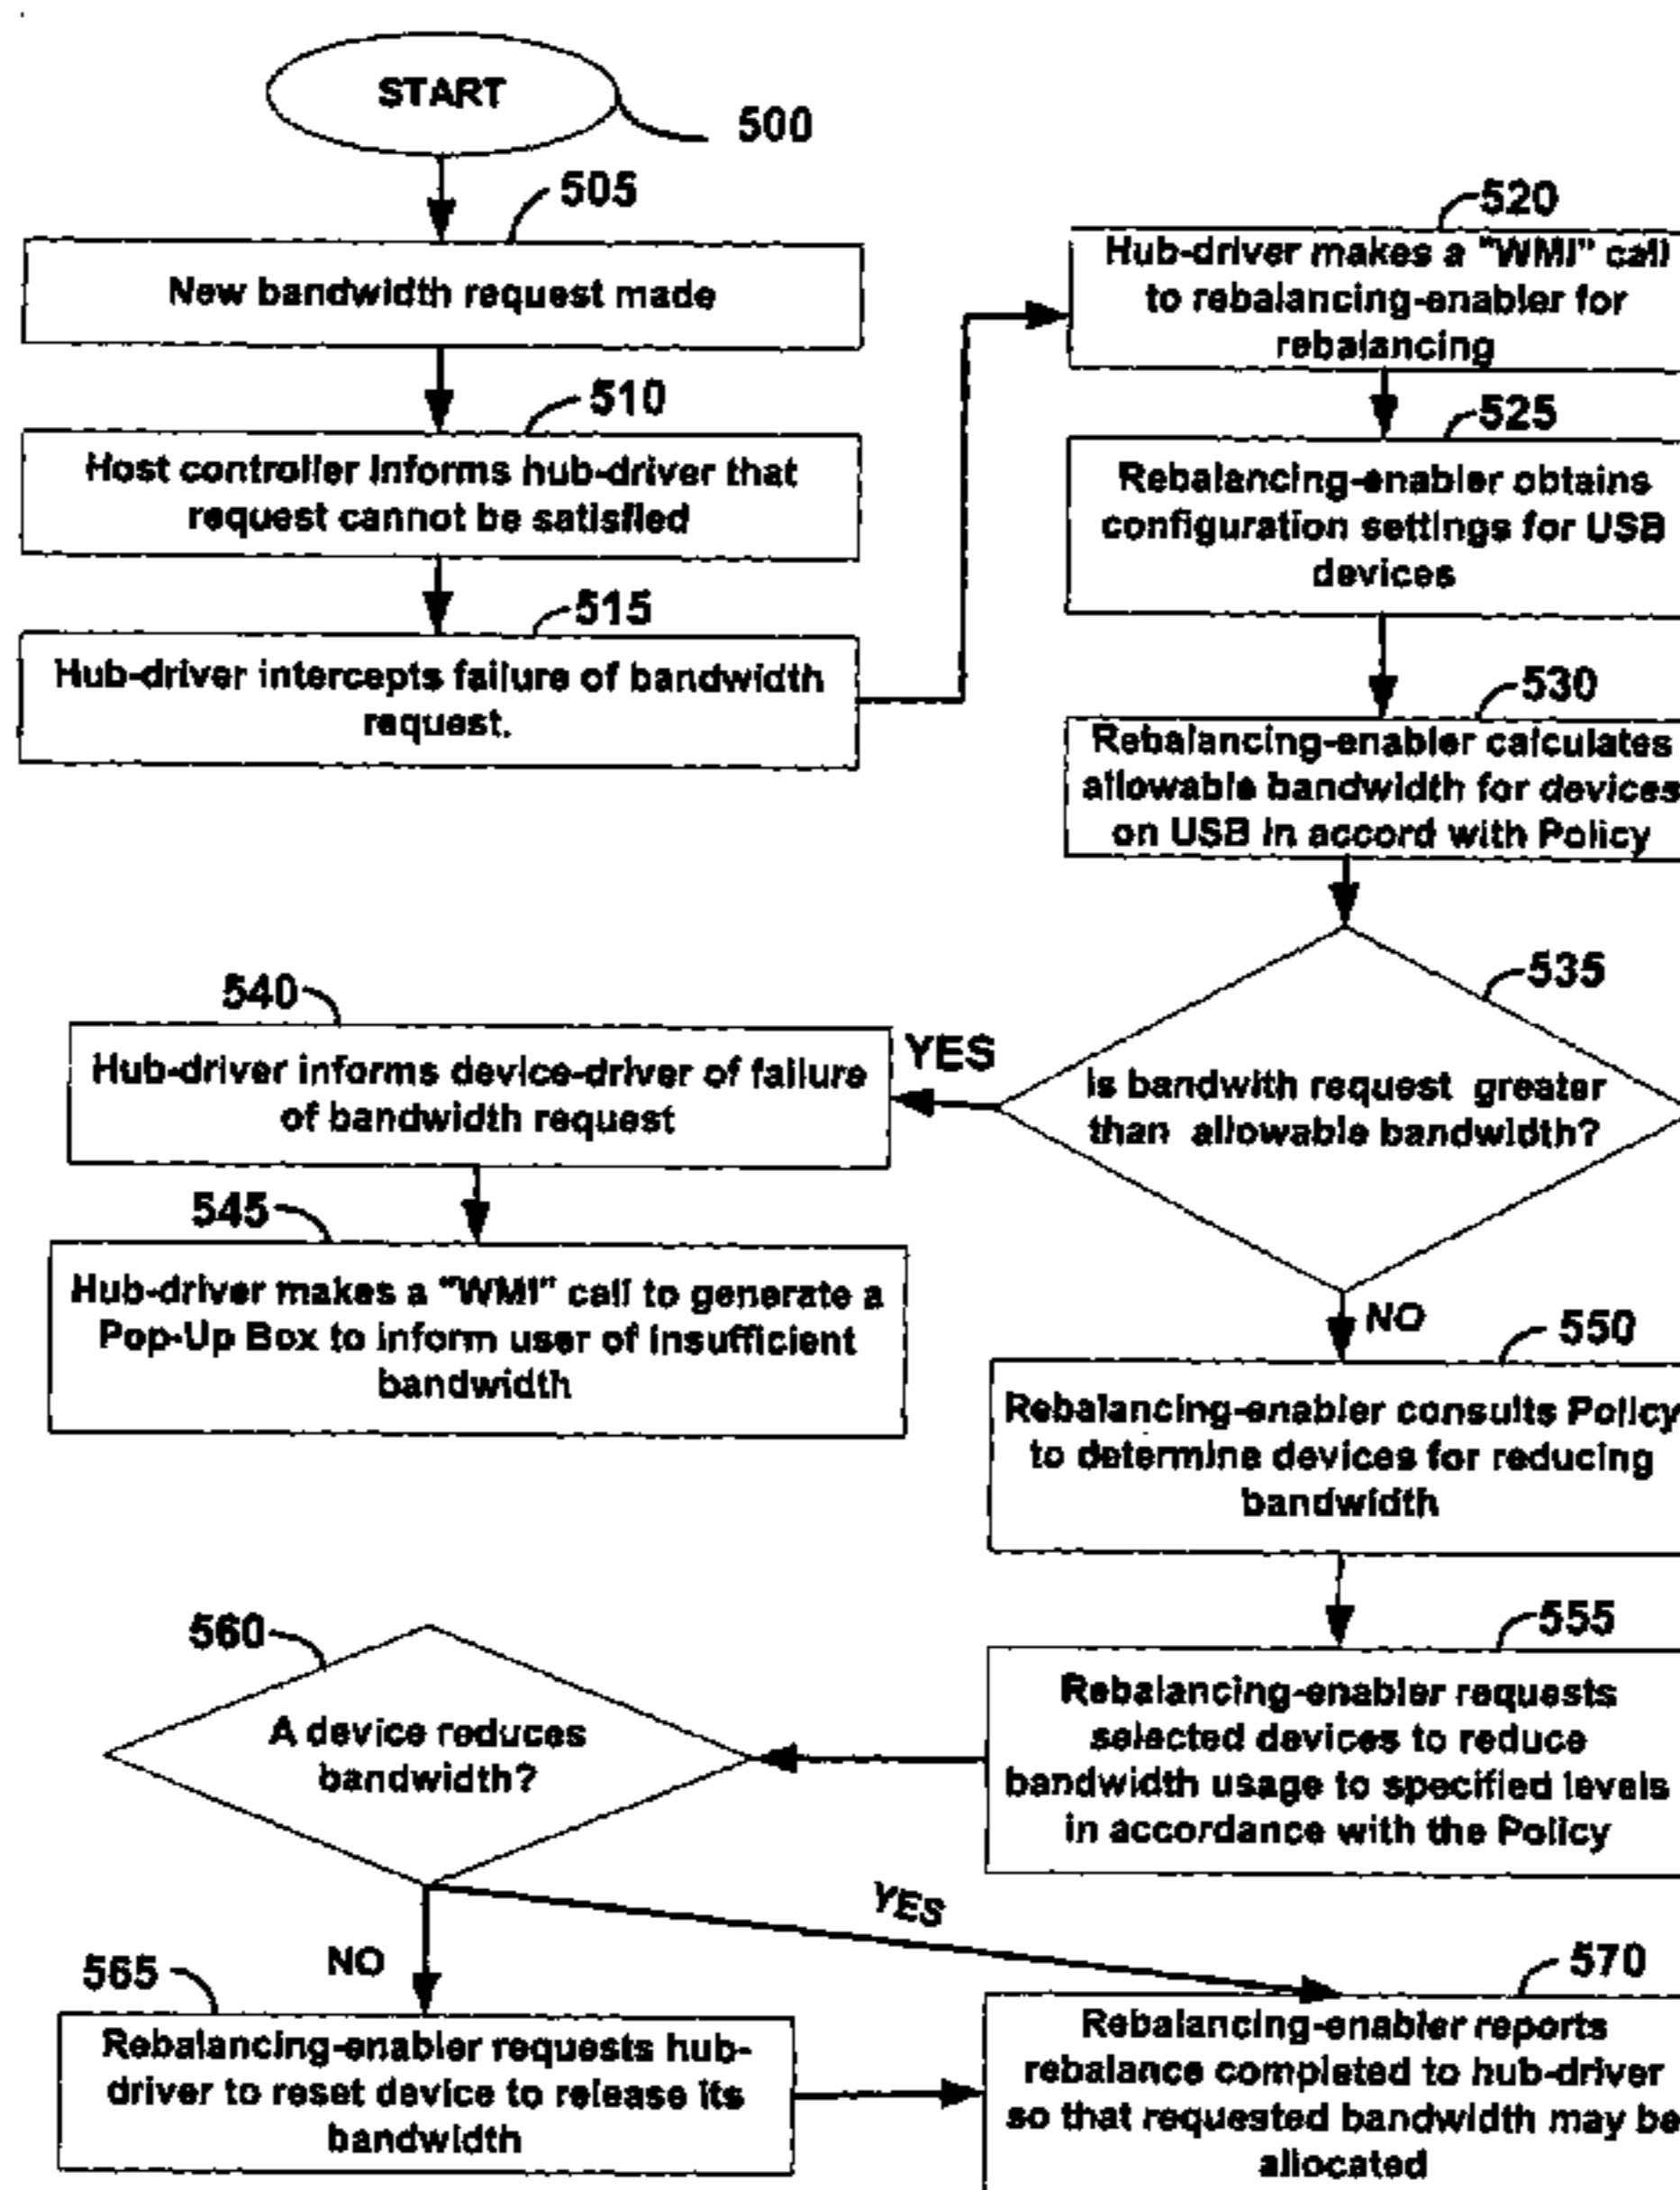 START
500
505
New bandwidth request made
510
Host controller informs hub-driver that
request cannot be satisfied
515
Hub-driver intercepts failure of bandwidth
request.
520
Hub-driver makes a "WMI" call
to rebalancing-enabler for
rebalancing
525
Rebalancing-enabler obtains
configuration settings for USB
devices
530
Rebalancing-enabler calculates
allowable bandwidth for devices
on USB in accord with Policy
535
is bandwith request greater
than allowable bandwidth?
YES
540
Hub-driver informs device-driver of failure
of bandwidth request
545
Hub-driver makes a "WMI" call to generate a
Pop-Up Box to inform user of insufficient
bandwidth
NO
550
Rebalancing-enabler consults Policy
to determine devices for reducing
bandwidth
555
Rebalancing-enabler requests
selected devices to reduce
bandwidth usage to specified levels
in accordance with the Policy
560
A device reduces
bandwidth?
YES
NO
565
Rebalancing-enabler requests hub-
driver to reset device to release its
bandwidth
570
Rebalancing-enabler reports
rebalance completed to hub-driver
so that requested bandwidth may be
allocated